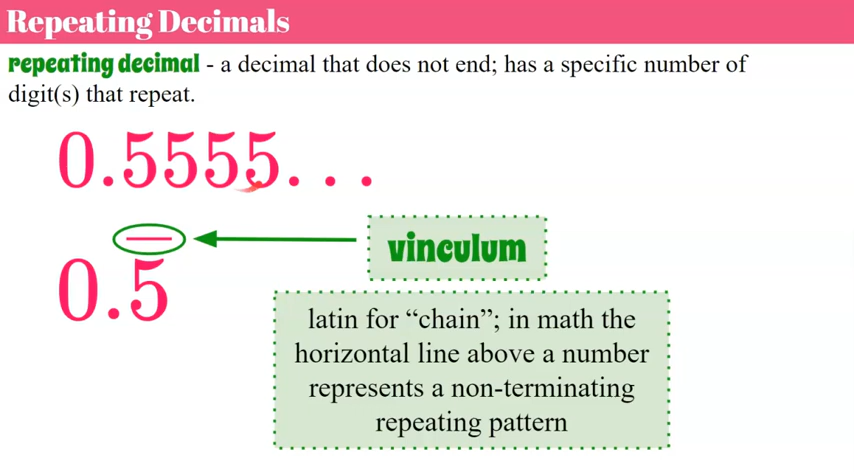 Repeating Decimals
repeating decimal - a decimal that does not end; has a specific number of
digit(s) that repeat.
0.5555...
0.5̅
vinculum
latin for “chain”; in math the
horizontal line above a number
represents a non-terminating
repeating pattern